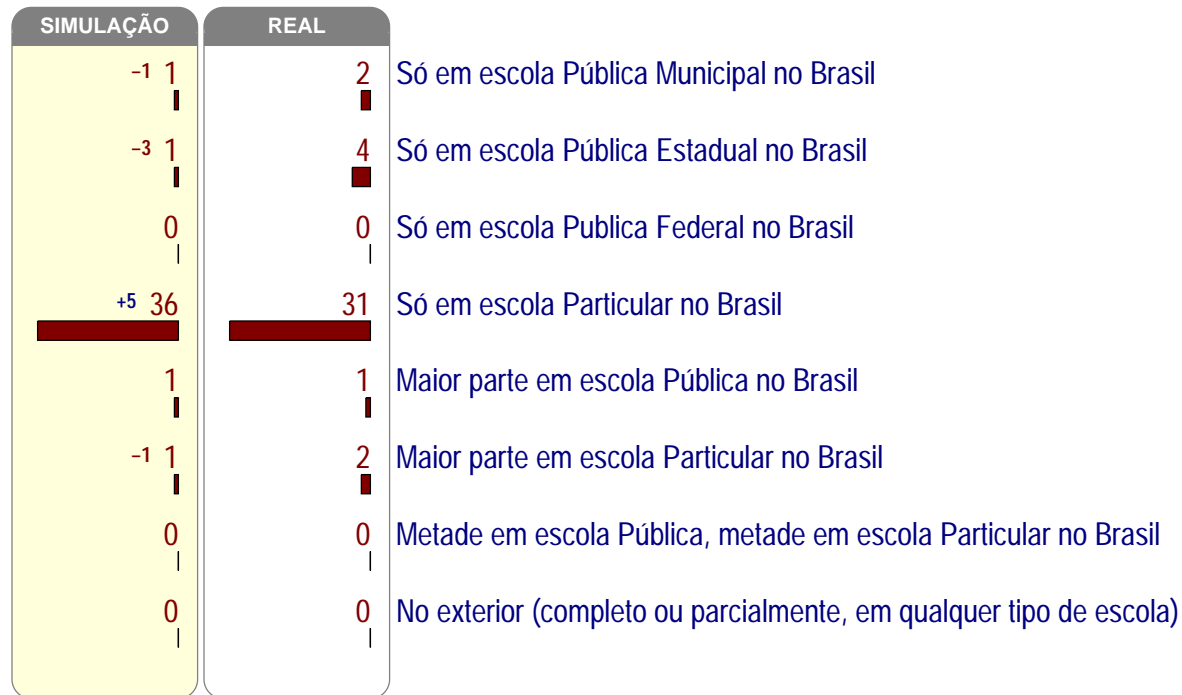 SIMULAÇÃO REAL
−1 1 2 Só em escola Pública Municipal no Brasil
−3 1 4 Só em escola Pública Estadual no Brasil
0 0 Só em escola Publica Federal no Brasil
+5 36 31 Só em escola Particular no Brasil
1 1 Maior parte em escola Pública no Brasil
−1 1 2 Maior parte em escola Particular no Brasil
0 0 Metade em escola Pública, metade em escola Particular no Brasil
0 0 No exterior (completo ou parcialmente, em qualquer tipo de escola)